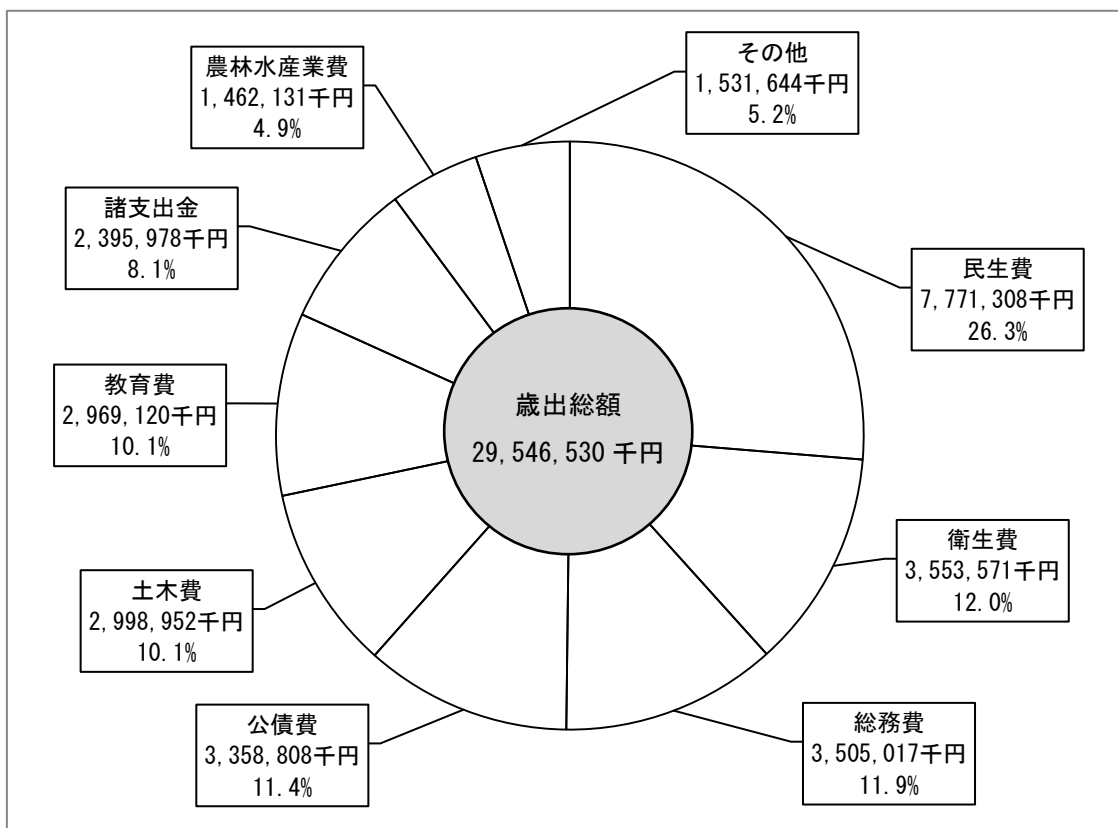 その他
1,531,644千円
5.2%
農林水産業費
1,462,131千円
4.9%
諸支出金
2,395,978千円
8.1%
民生費
7,771,308千円
26.3%
教育費
2,969,120千円
10.1%
歳出総額
29,546,530 千円
衛生費
3,553,571千円
12.0%
土木費
2,998,952千円
10.1%
公債費
3,358,808千円
11.4%
総務費
3,505,017千円
11.9%